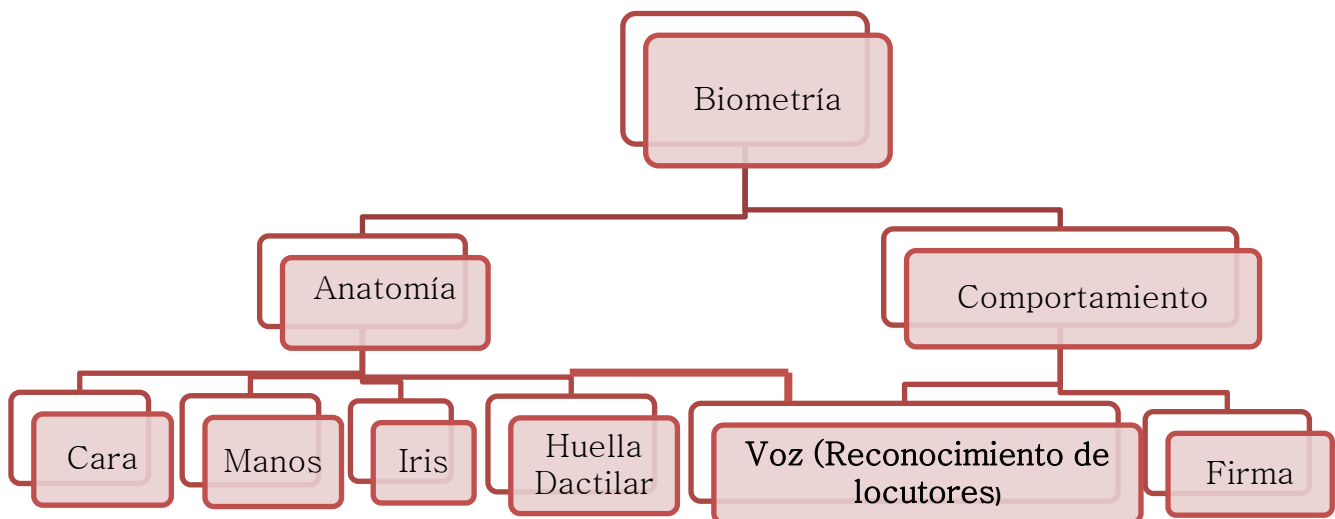 Biometría
Anatomía
Comportamiento
Cara
Manos
Iris
Huella
Dactilar
Voz (Reconocimiento de
locutores)
Firma